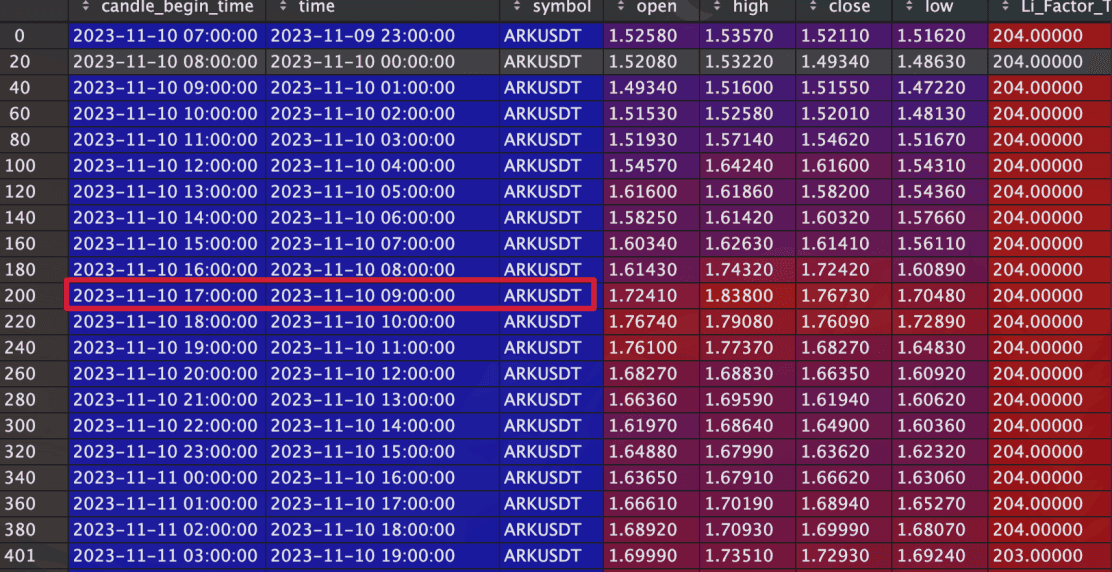 candle_begin_time time symbol open high close low Li_Factor_T
0 2023-11-10 07:00:00 2023-11-09 23:00:00 ARKUSDT 1.52580 1.53570 1.52110 1.51620 204.00000
20 2023-11-10 08:00:00 2023-11-10 00:00:00 ARKUSDT 1.52080 1.53220 1.49340 1.48630 204.00000
40 2023-11-10 09:00:00 2023-11-10 01:00:00 ARKUSDT 1.49340 1.51600 1.51550 1.47220 204.00000
60 2023-11-10 10:00:00 2023-11-10 02:00:00 ARKUSDT 1.51530 1.52580 1.52010 1.48130 204.00000
80 2023-11-10 11:00:00 2023-11-10 03:00:00 ARKUSDT 1.51930 1.57140 1.54620 1.51670 204.00000
100 2023-11-10 12:00:00 2023-11-10 04:00:00 ARKUSDT 1.54570 1.64240 1.61600 1.54310 204.00000
120 2023-11-10 13:00:00 2023-11-10 05:00:00 ARKUSDT 1.61600 1.61860 1.58200 1.54360 204.00000
140 2023-11-10 14:00:00 2023-11-10 06:00:00 ARKUSDT 1.58250 1.61420 1.60320 1.57660 204.00000
160 2023-11-10 15:00:00 2023-11-10 07:00:00 ARKUSDT 1.60340 1.62630 1.61410 1.56110 204.00000
180 2023-11-10 16:00:00 2023-11-10 08:00:00 ARKUSDT 1.61430 1.74320 1.72420 1.60890 204.00000
200 2023-11-10 17:00:00 2023-11-10 09:00:00 ARKUSDT 1.72410 1.83800 1.76730 1.70480 204.00000
220 2023-11-10 18:00:00 2023-11-10 10:00:00 ARKUSDT 1.76740 1.79080 1.76090 1.72890 204.00000
240 2023-11-10 19:00:00 2023-11-10 11:00:00 ARKUSDT 1.76100 1.77370 1.68270 1.64830 204.00000
260 2023-11-10 20:00:00 2023-11-10 12:00:00 ARKUSDT 1.68270 1.68830 1.66350 1.60920 204.00000
280 2023-11-10 21:00:00 2023-11-10 13:00:00 ARKUSDT 1.66360 1.69590 1.61940 1.60620 204.00000
300 2023-11-10 22:00:00 2023-11-10 14:00:00 ARKUSDT 1.61970 1.68640 1.64900 1.60360 204.00000
320 2023-11-10 23:00:00 2023-11-10 15:00:00 ARKUSDT 1.64880 1.67990 1.63620 1.62320 204.00000
340 2023-11-11 00:00:00 2023-11-10 16:00:00 ARKUSDT 1.63650 1.67910 1.66620 1.63060 204.00000
360 2023-11-11 01:00:00 2023-11-10 17:00:00 ARKUSDT 1.66610 1.70190 1.68940 1.65270 204.00000
380 2023-11-11 02:00:00 2023-11-10 18:00:00 ARKUSDT 1.68920 1.70930 1.69990 1.68070 204.00000
401 2023-11-11 03:00:00 2023-11-10 19:00:00 ARKUSDT 1.69990 1.73510 1.72930 1.69240 203.00000